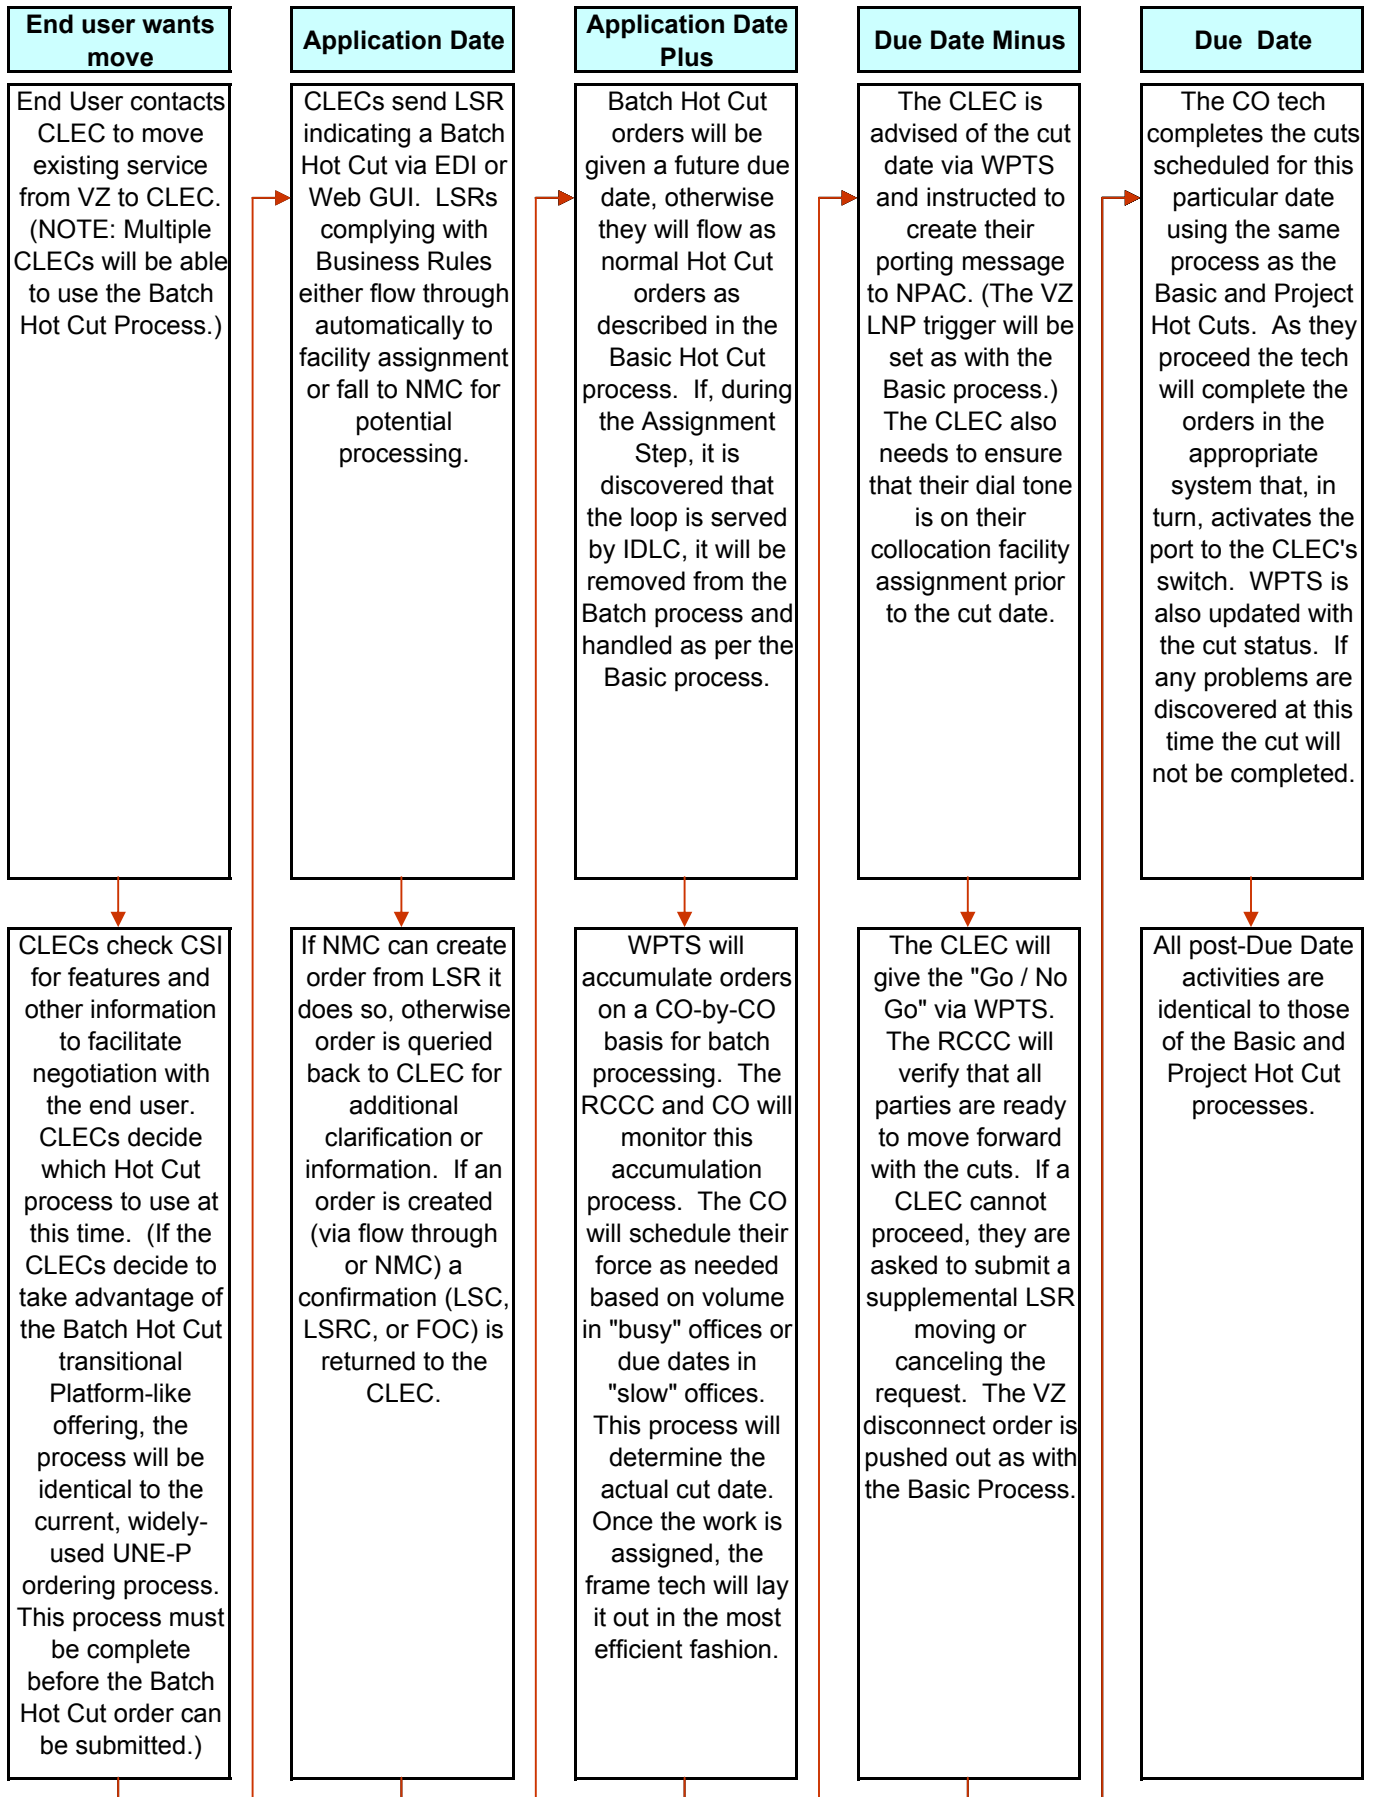 End user wants
move
End User contacts
CLEC to move
existing service
from VZ to CLEC.
(NOTE: Multiple
CLECs will be able
to use the Batch
Hot Cut Process.)
CLECs check CSI
for features and
other information
to facilitate
negotiation with
the end user.
CLECs decide
which Hot Cut
process to use at
this time.  (If the
CLECs decide to
take advantage of
the Batch Hot Cut
transitional
Platform-like
offering, the
process will be
identical to the
current, widely-
used UNE-P
ordering process.
This process must
be complete
before the Batch
Hot Cut order can
be submitted.)
Application Date
CLECs send LSR
indicating a Batch
Hot Cut via EDI or
Web GUI.  LSRs
complying with
Business Rules
either flow through
automatically to
facility assignment
or fall to NMC for
potential
processing.
If NMC can create
order from LSR it
does so, otherwise
order is queried
back to CLEC for
additional
clarification or
information.  If an
order is created
(via flow through
or NMC) a
confirmation (LSC,
LSRC, or FOC) is
returned to the
CLEC.
Application Date
Plus
Batch Hot Cut
orders will be
given a future due
date, otherwise
they will flow as
normal Hot Cut
orders as
described in the
Basic Hot Cut
process.  If, during
the Assignment
Step, it is
discovered that
the loop is served
by IDLC, it will be
removed from the
Batch process and
handled as per the
Basic process.
WPTS will
accumulate orders
on a CO-by-CO
basis for batch
processing.  The
RCCC and CO will
monitor this
accumulation
process.  The CO
will schedule their
force as needed
based on volume
in "busy" offices or
due dates in
"slow" offices.
This process will
determine the
actual cut date.
Once the work is
assigned, the
frame tech will lay
it out in the most
efficient fashion.
Due Date Minus
The CLEC is
advised of the cut
date via WPTS
and instructed to
create their
porting message
to NPAC. (The VZ
LNP trigger will be
set as with the
Basic process.)
The CLEC also
needs to ensure
that their dial tone
is on their
collocation facility
assignment prior
to the cut date.
The CLEC will
give the "Go / No
Go" via WPTS.
The RCCC will
verify that all
parties are ready
to move forward
with the cuts.  If a
CLEC cannot
proceed, they are
asked to submit a
supplemental LSR
moving or
canceling the
request.  The VZ
disconnect order is
pushed out as with
the Basic Process.
Due  Date
The CO tech
completes the cuts
scheduled for this
particular date
using the same
process as the
Basic and Project
Hot Cuts.  As they
proceed the tech
will complete the
orders in the
appropriate
system that, in
turn, activates the
port to the CLEC's
switch.  WPTS is
also updated with
the cut status.  If
any problems are
discovered at this
time the cut will
not be completed.
All post-Due Date
activities are
identical to those
of the Basic and
Project Hot Cut
processes.